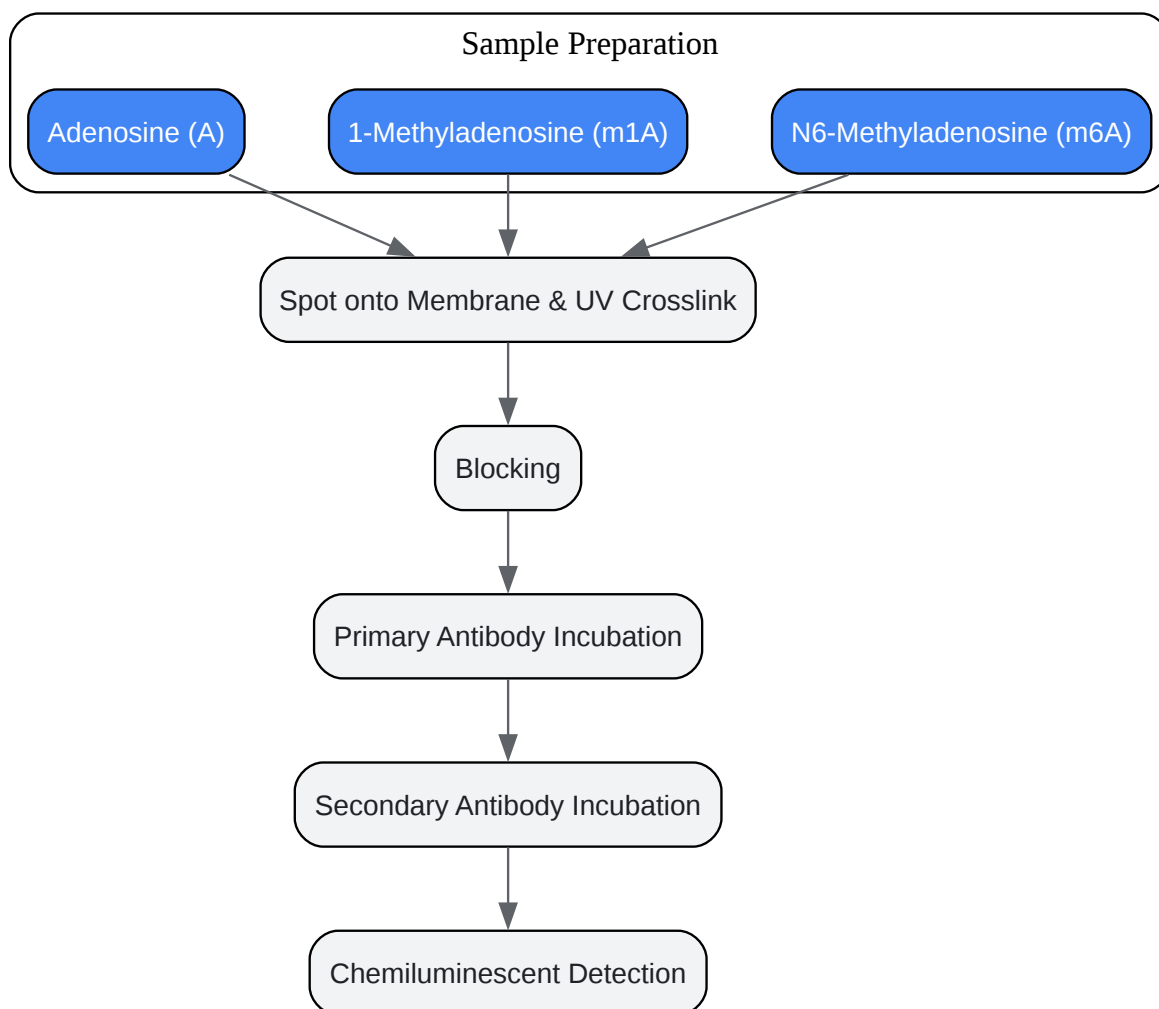 Sample Preparation
Adenosine (A)
1-Methyladenosine (m1A)
N6-Methyladenosine (m6A)
Spot onto Membrane & UV Crosslink
Blocking
Primary Antibody Incubation
Secondary Antibody Incubation
Chemiluminescent Detection